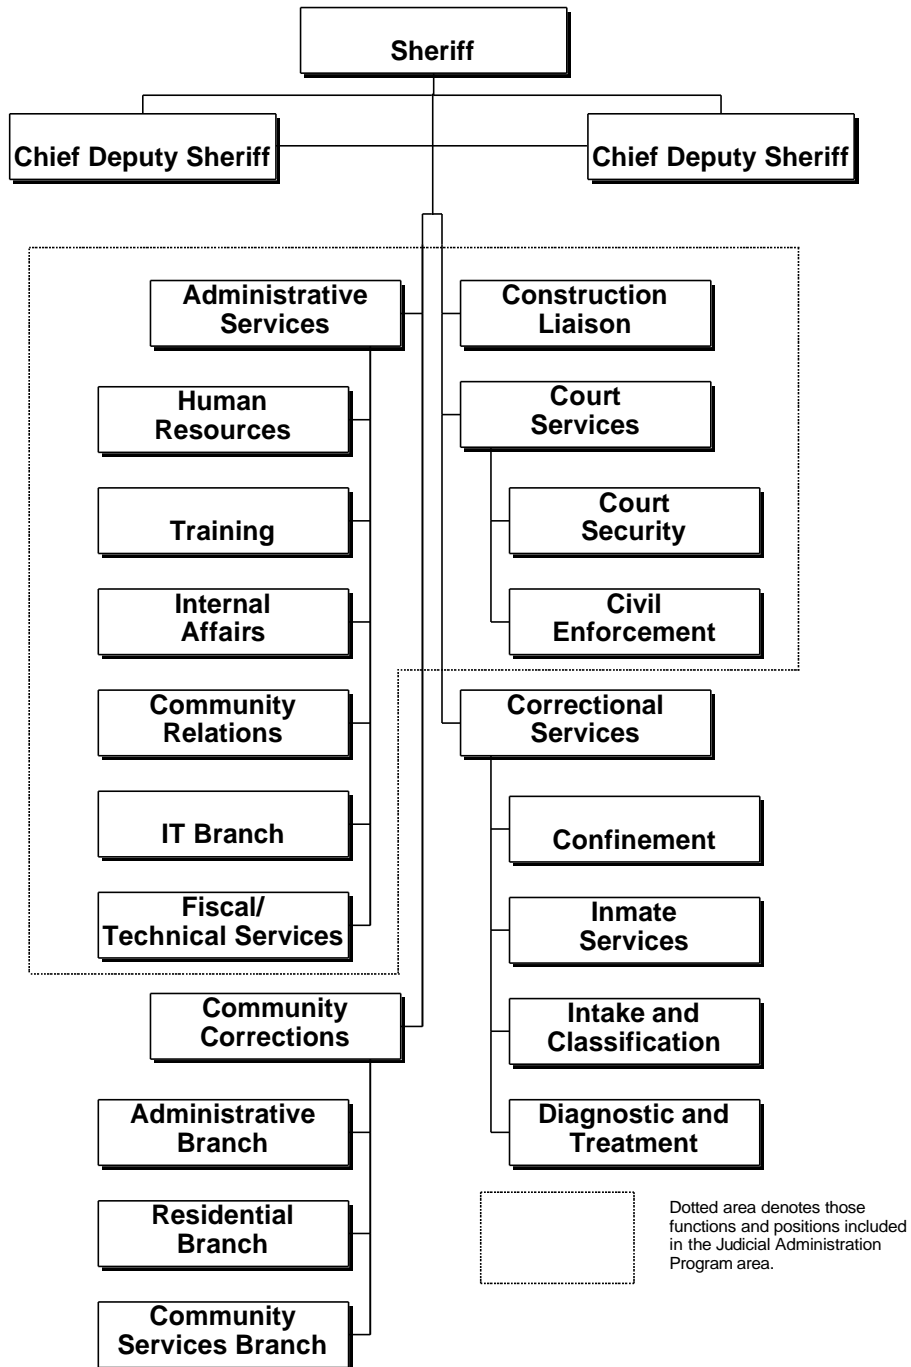 Sheriff
Chief Deputy Sheriff
Chief Deputy Sheriff
Administrative
Services
Human
Resources
Training
Internal
Affairs
Community
Relations
IT Branch
Fiscal/
Technical Services
Construction
Liaison
Court
Services
Court
Security
Civil
Enforcement
Correctional
Services
Confinement
Inmate
Services
Intake and
Classification
Diagnostic and
Treatment
Community
Corrections
Administrative
Branch
Residential
Branch
Community
Services Branch
Dotted area denotes those
functions and positions included
in the Judicial Administration
Program area.